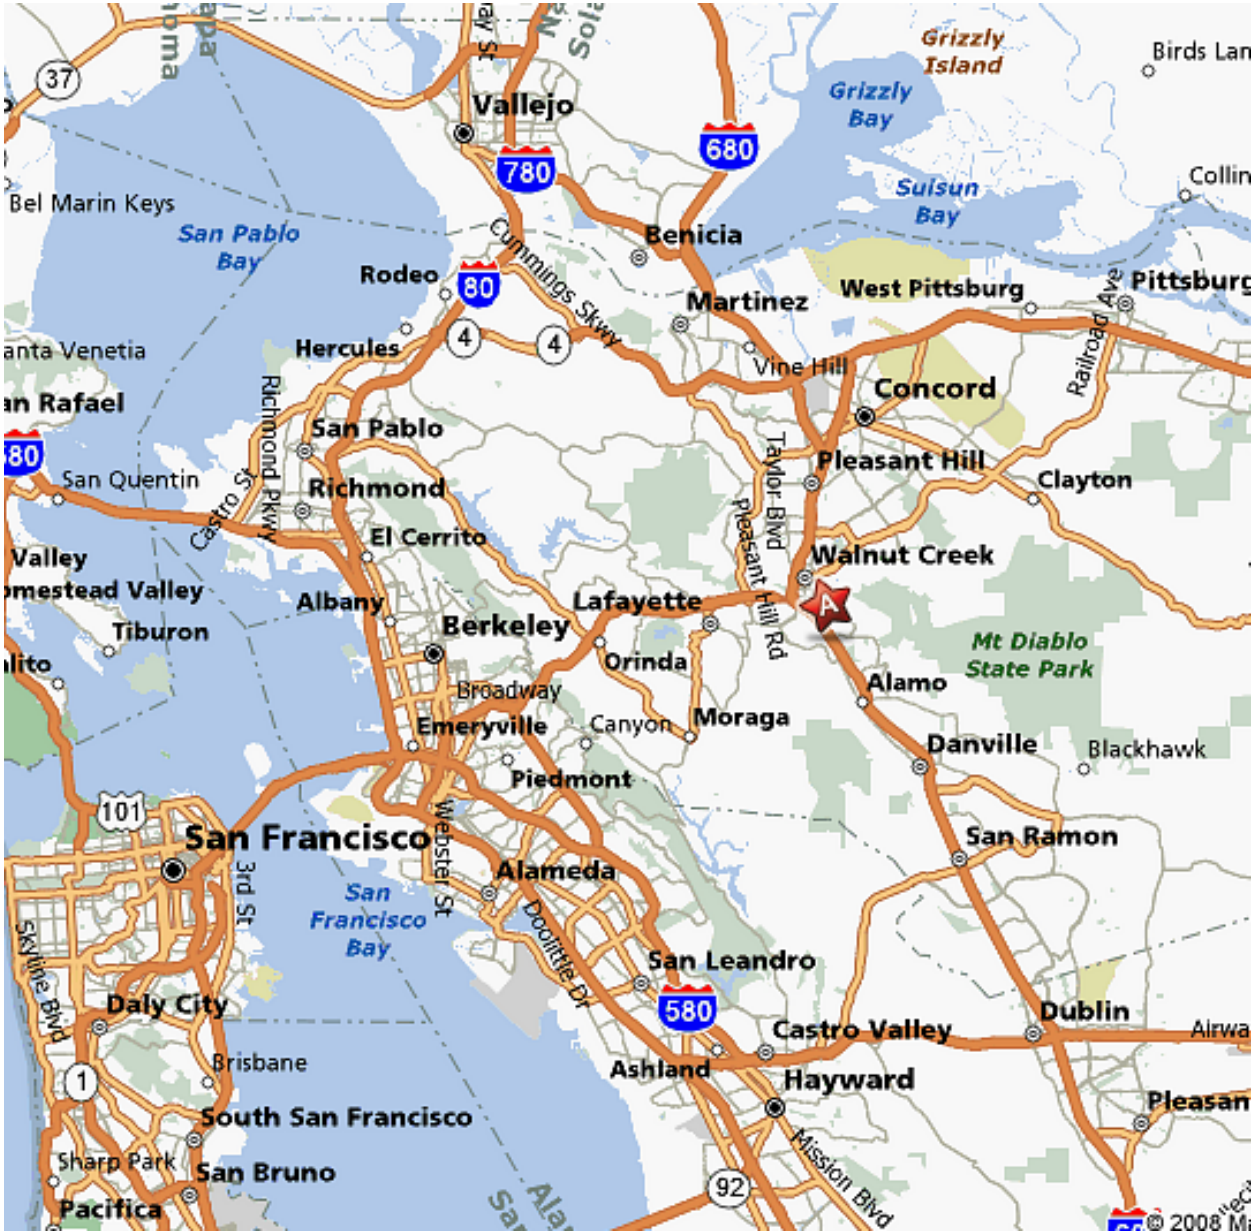 37
Vallejo
780
680
Grizzly
Island
Grizzly
Bay
Birds Lan
Suisun
Bay
Collin
Bel Marin Keys
San Pablo
Bay
Benicia
Cummings Skwy
Rodeo
80
Martinez
West Pittsburg
Pittsburg
Railroad Ave
4
4
Hercules
anta Venetia
Vine Hill
Concord
Richmond Pkwy
an Rafael
San Pablo
580
San Quentin
Castro St
Richmond
Taylor Blvd
Pleasant Hill
Clayton
Pleasant Hill Rd
El Cerrito
Valley
omestead Valley
Walnut Creek
A
Albany
Lafayette
Tiburon
Berkeley
alito
Orinda
Mt Diablo
State Park
Broadway
Alamo
Emeryville
Canyon
Moraga
Danville
Blackhawk
Piedmont
101
San Francisco
Webster St
San Ramon
3rd St
Alameda
San
Francisco
Bay
Doolittle Dr
Skyline Blvd
San Leandro
580
Daly City
Castro Valley
Dublin
Airwa
Brisbane
Ashland
1
Hayward
South San Francisco
Pleasan
Mission Blvd
Sharp Park
San Bruno
92
Pacifica
© 2008 Mi